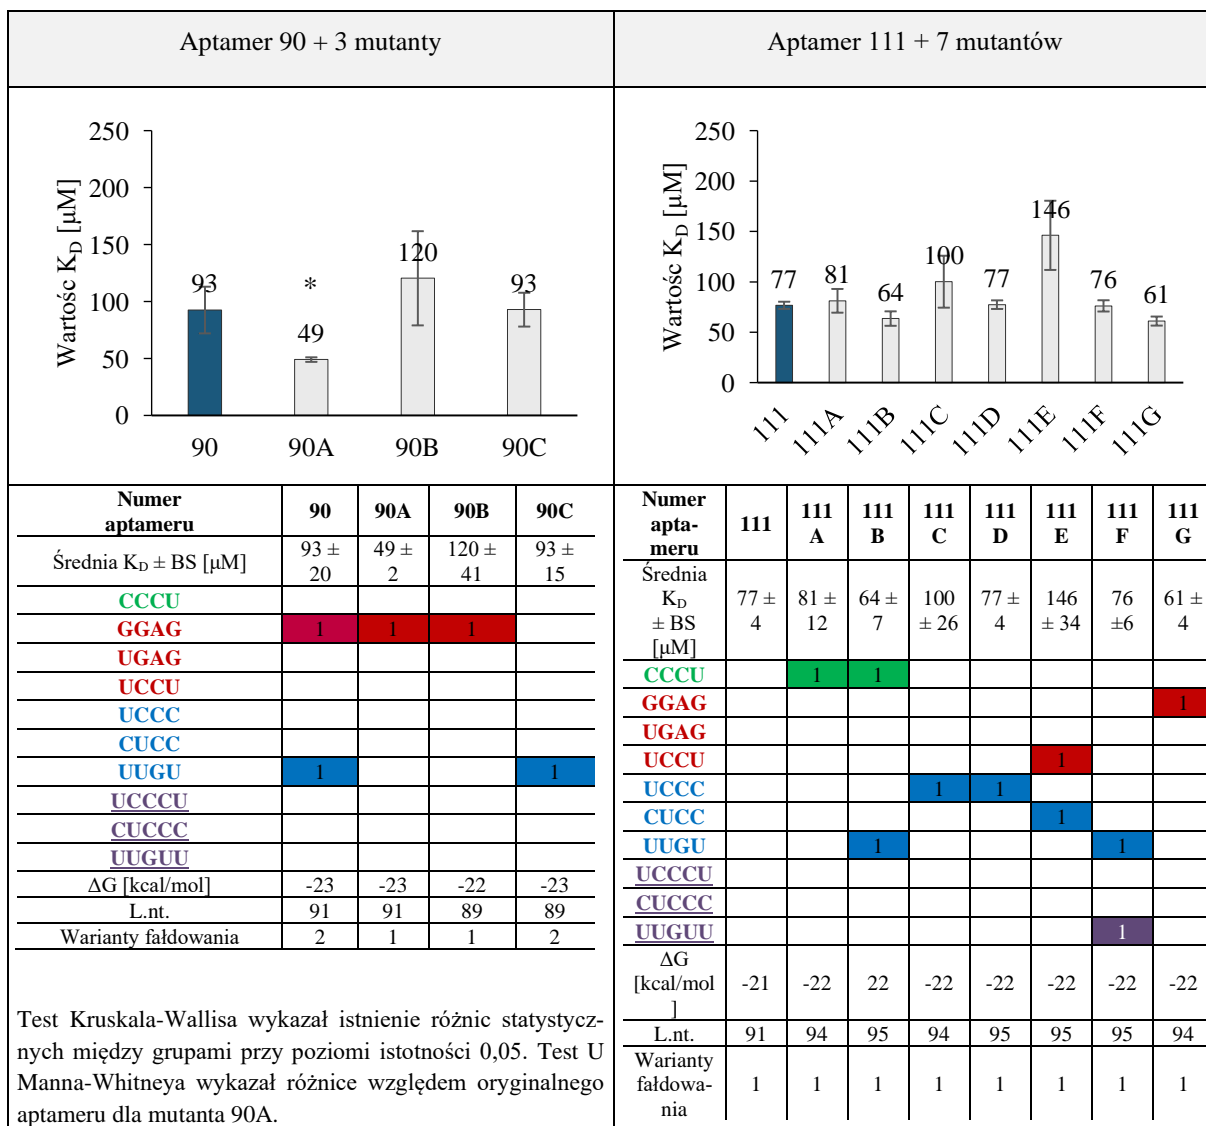 Aptamer 90 + 3 mutanty
Aptamer 111 + 7 mutantów
Wartość K_D [µM]
250
200
150
100
50
0
93
*
49
120
93
90 90A 90B 90C
Wartość K_D [µM]
250
200
150
100
50
0
77
81
64
100
77
146
76
61
111 111A 111B 111C 111D 111E 111F 111G
Numer
aptameru 90 90A 90B 90C
Średnia K_D ± BS [µM] 93 ± 20 49 ± 2 120 ± 41 93 ± 15
CCCU
GGAG 1 1 1
UGAG
UCCU
UCCC
CUCC
UUGU 1 1
UCCCU
CUCCC
UUGUU
ΔG [kcal/mol] -23 -23 -22 -23
L.nt. 91 91 89 89
Warianty fałdowania 2 1 1 2
Test Kruskala-Wallisa wykazał istnienie różnic statystycz-
nych między grupami przy poziomi istotności 0,05. Test U
Manna-Whitneya wykazał różnice względem oryginalnego
aptameru dla mutanta 90A.
Numer
apta-
meru
111 111 A 111 B 111 C 111 D 111 E 111 F 111 G
Średnia
K_D
± BS
[µM]
77 ± 4 81 ± 12 64 ± 7 100 ± 26 77 ± 4 146 ± 34 76 ±6 61 ± 4
CCCU 1 1
GGAG 1
UGAG
UCCU 1
UCCC 1 1
CUCC 1
UUGU 1 1
UCCCU
CUCCC
UUGUU 1
ΔG
[kcal/mol
]
-21 -22 22 -22 -22 -22 -22 -22
L.nt. 91 94 95 94 95 95 95 94
Warianty
fałdowa-
nia
1 1 1 1 1 1 1 1